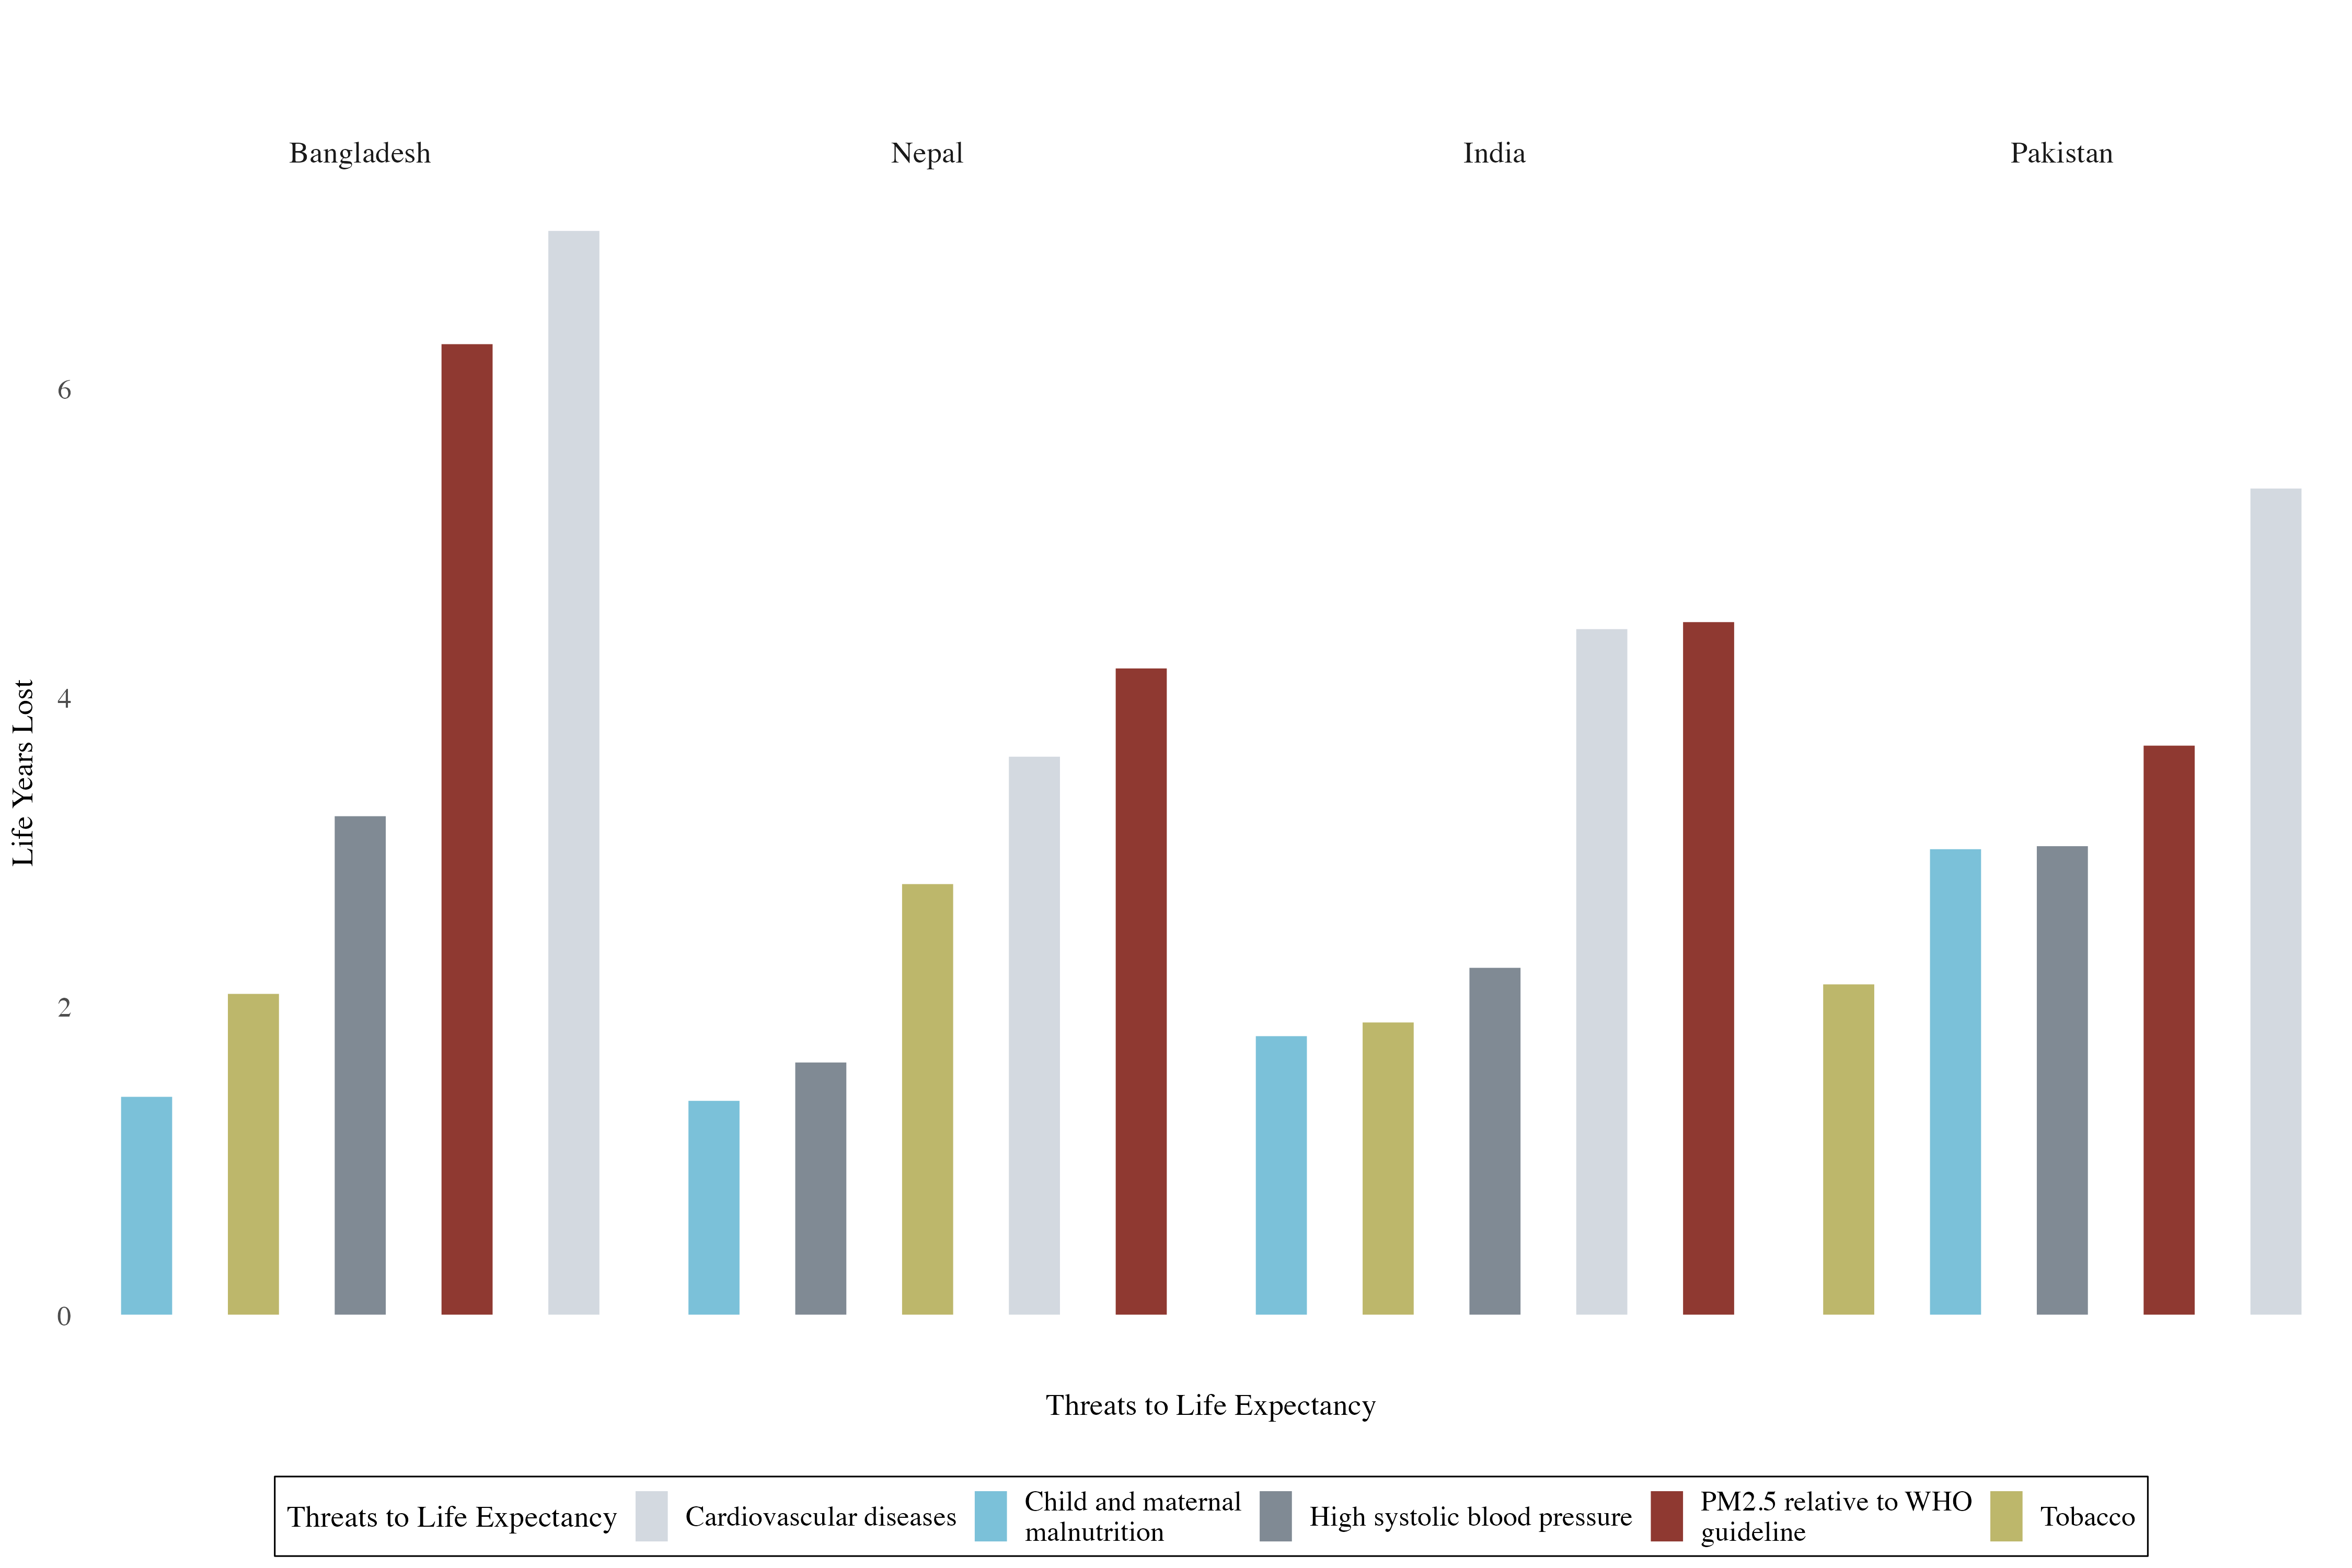 Bangladesh
Nepal
India
Pakistan
6
4
2
0
Life Years Lost
Threats to Life Expectancy
Threats to Life Expectancy
Cardiovascular diseases
Child and maternal
malnutrition
High systolic blood pressure
PM2.5 relative to WHO
guideline
Tobacco